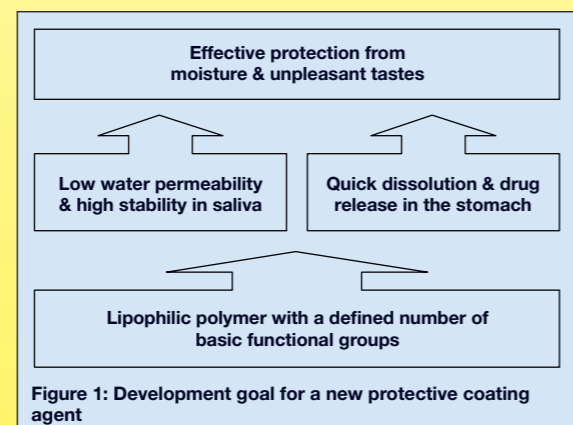 Effective protection from
moisture & unpleasant tastes
Low water permeability
& high stability in saliva
Quick dissolution & drug
release in the stomach
Lipophilic polymer with a defined number of
basic functional groups
Figure 1: Development goal for a new protective coating
agent